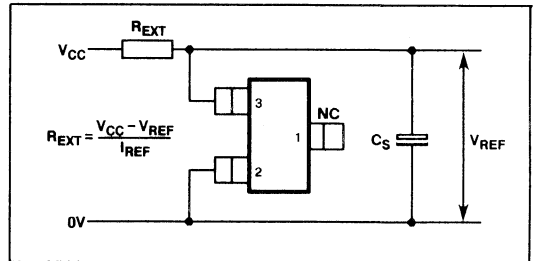 R_EXT
V_CC
3
NC
1
R_EXT = (V_CC − V_REF) / I_REF
C_S
V_REF
2
0V